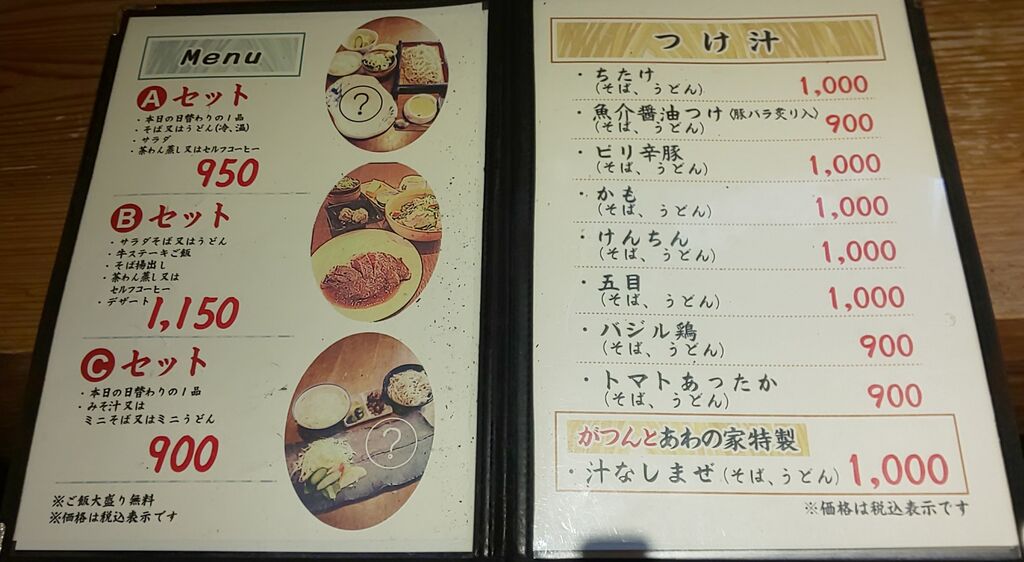 Menu
Aセット
・本日の日替わりの1品
・そば又はうどん(冷、温)
・サラダ
・茶わん蒸し又はセルフコーヒー
950
?
Bセット
・サラダそば又はうどん
・牛ステーキご飯
・そば揚出し
・茶わん蒸し又は
セルフコーヒー
・デザート
1,150
Cセット
・本日の日替わりの1品
・みそ汁又は
ミニそば又はミニうどん
900
?
※ご飯大盛り無料
※価格は税込表示です
つけ汁
・ちたけ
(そば、うどん)
1,000
・魚介醤油つけ(豚バラ炙り入)
(そば、うどん)
900
・ピリ辛豚
(そば、うどん)
1,000
・かも
(そば、うどん)
1,000
・けんちん
(そば、うどん)
1,000
・五目
(そば、うどん)
1,000
・バジル鶏
(そば、うどん)
900
・トマトあったか
(そば、うどん)
900
がつんとあわの家特製
・汁なしまぜ(そば、うどん) 1,000
※価格は税込表示です